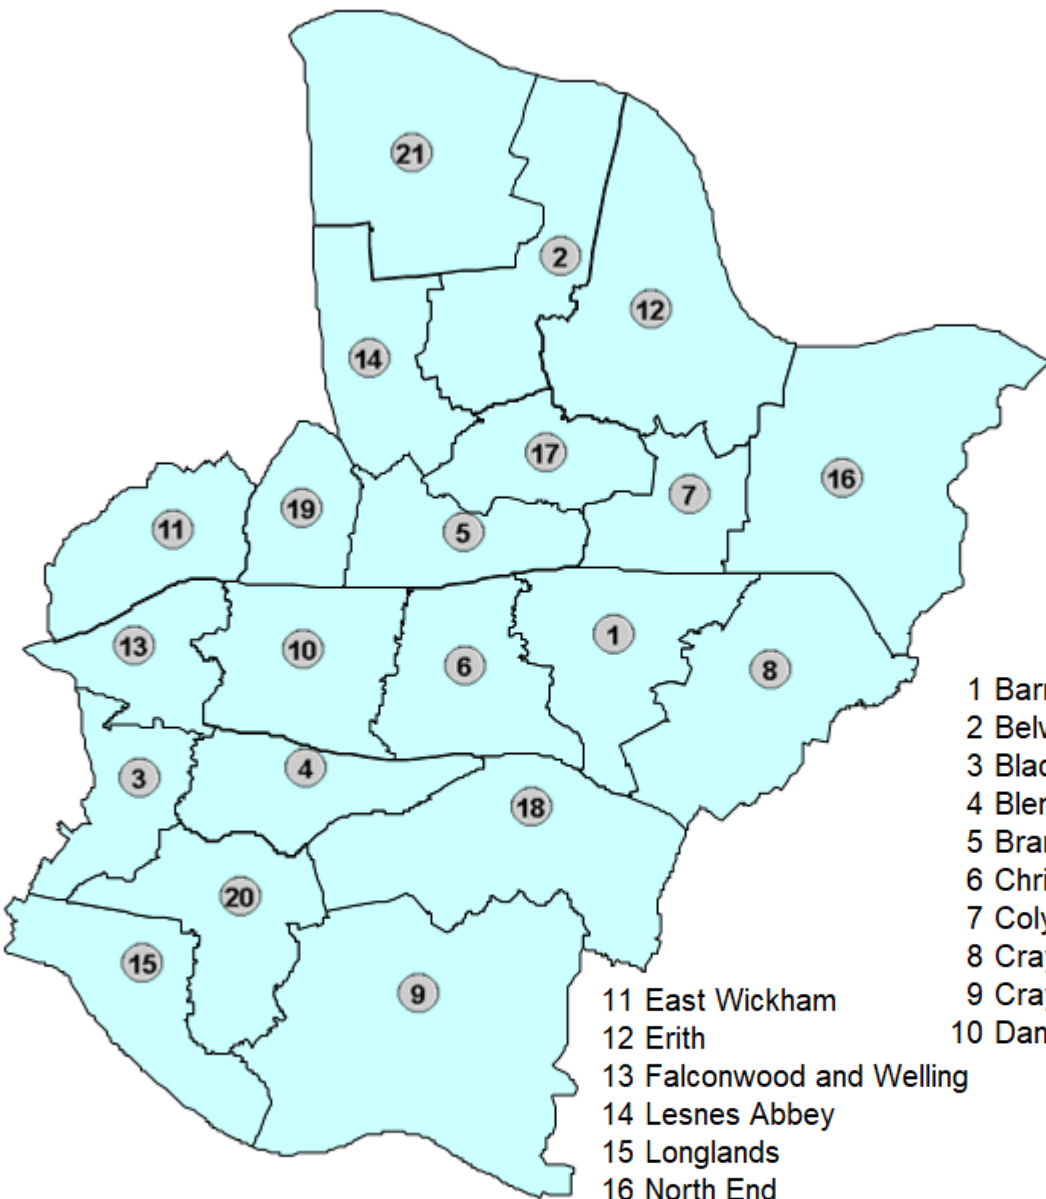 21
2
12
14
17
16
7
19
11
5
1
13
10
6
8
3
4
18
20
15
9
1 Bar
2 Belv
3 Blac
4 Blen
5 Bran
6 Chri
7 Coly
8 Cray
9 Cray
10 Dan
11 East Wickham
12 Erith
13 Falconwood and Welling
14 Lesnes Abbey
15 Longlands
16 North End